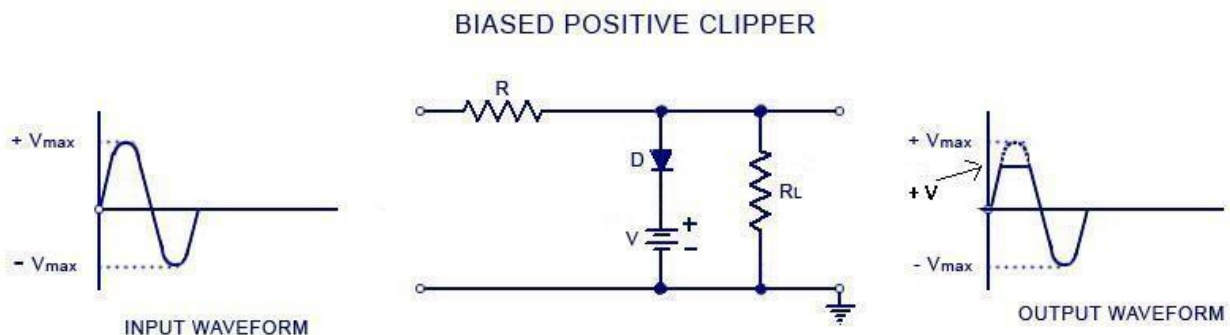 BIASED POSITIVE CLIPPER
+ Vmax
- Vmax
INPUT WAVEFORM
R
D
V
+
-
RL
+ Vmax
+ V
- Vmax
OUTPUT WAVEFORM